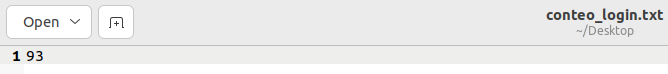 Open
conteo_login.txt
~/Desktop
1 93